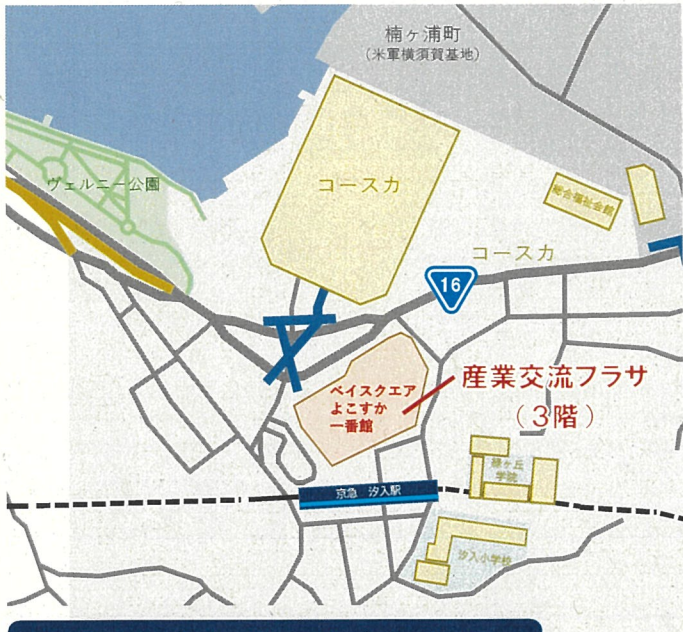 楠ヶ浦町
（米軍横須賀基地）
ヴェルニー公園
コースカ
総合福祉会館
コースカ
16
産業交流フラサ
（3階）
ベイスクエア
よこすか
一番館
緑ヶ丘
学院
京急 汐入駅
汐入小学校